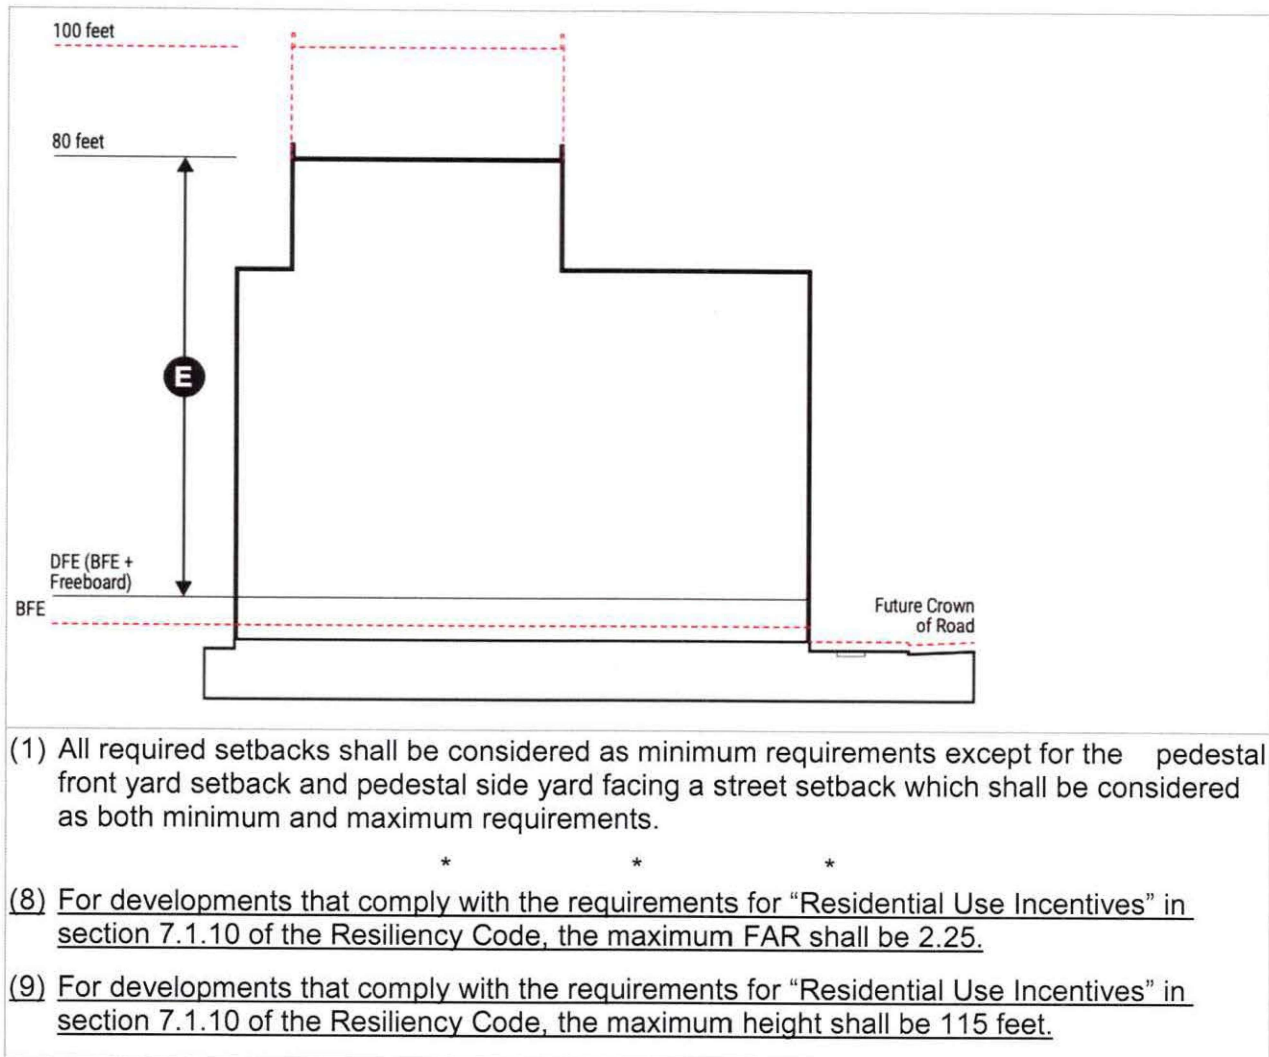 100 feet
80 feet
E
DFE (BFE +
Freeboard)
BFE
Future Crown
of Road
(1) All required setbacks shall be considered as minimum requirements except for the pedestal
front yard setback and pedestal side yard facing a street setback which shall be considered
as both minimum and maximum requirements.
* * *
(8) For developments that comply with the requirements for “Residential Use Incentives” in
section 7.1.10 of the Resiliency Code, the maximum FAR shall be 2.25.
(9) For developments that comply with the requirements for “Residential Use Incentives” in
section 7.1.10 of the Resiliency Code, the maximum height shall be 115 feet.